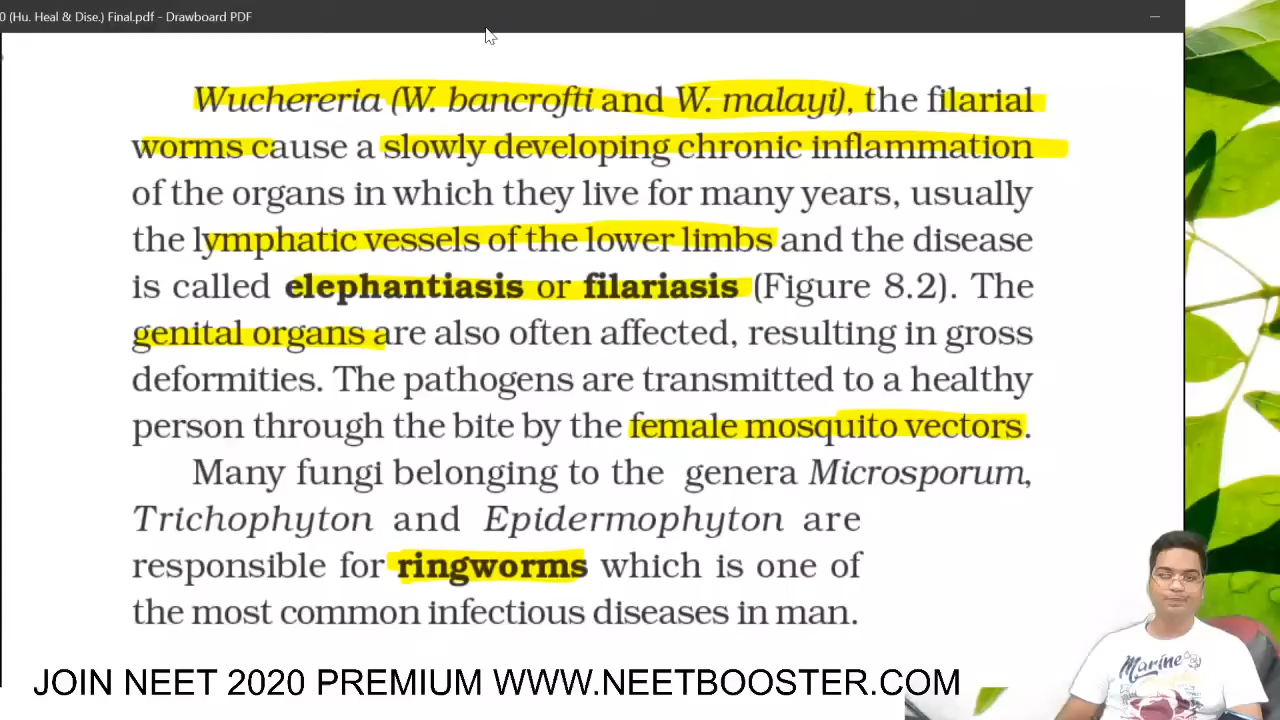 0 (Hu. Heal & Dise.) Final.pdf - Drawboard PDF
Wuchereria (W. bancrofti and W. malayi), the filarial
worms cause a slowly developing chronic inflammation
of the organs in which they live for many years, usually
the lymphatic vessels of the lower limbs and the disease
is called elephantiasis or filariasis (Figure 8.2). The
genital organs are also often affected, resulting in gross
deformities. The pathogens are transmitted to a healthy
person through the bite by the female mosquito vectors.
Many fungi belonging to the genera Microsporum,
Trichophyton and Epidermophyton are
responsible for ringworms which is one of
the most common infectious diseases in man.
JOIN NEET 2020 PREMIUM WWW.NEETBOOSTER.COM
Marine